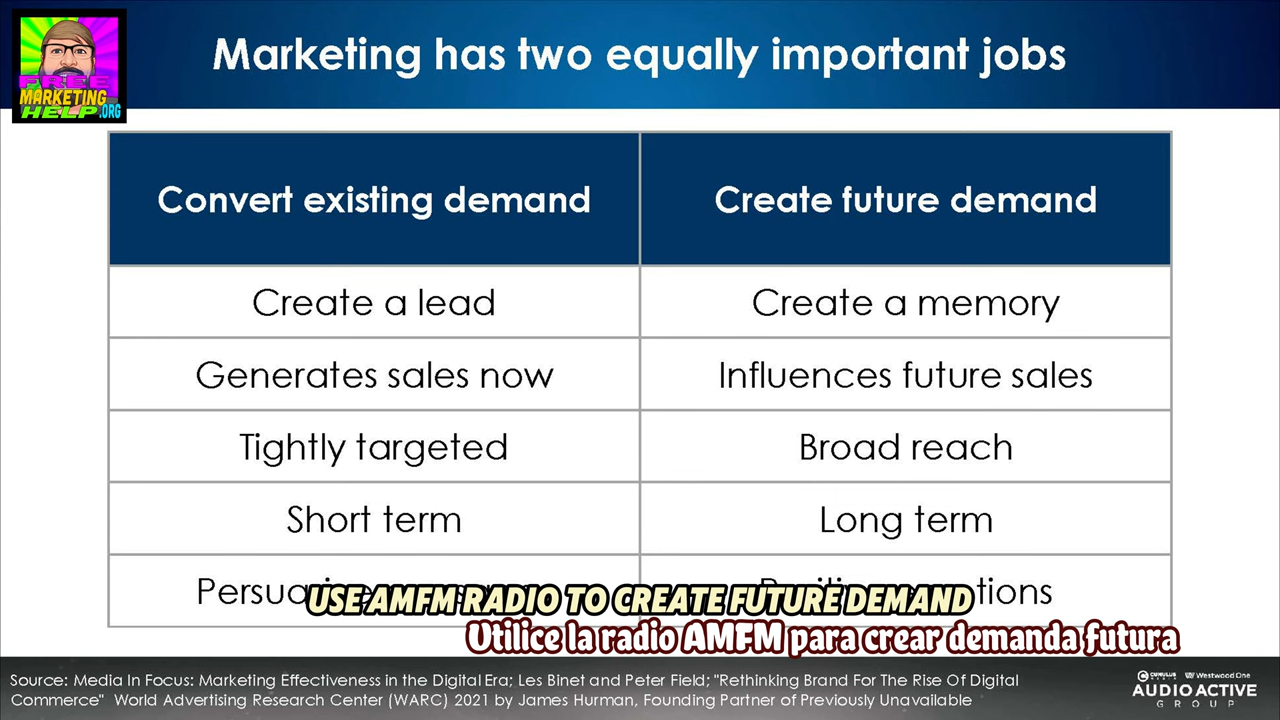 FREE
MARKETING
HELP.ORG
Marketing has two equally important jobs
Convert existing demand
Create future demand
Create a lead
Create a memory
Generates sales now
Influences future sales
Tightly targeted
Broad reach
Short term
Long term
USE AMFM RADIO TO CREATE FUTURE DEMAND
Utilice la radio AMFM para crear demanda futura
Source: Media In Focus: Marketing Effectiveness in the Digital Era; Les Binet and Peter Field; "Rethinking Brand For The Rise Of Digital
Commerce" World Advertising Research Center (WARC) 2021 by James Hurman, Founding Partner of Previously Unavailable
CUMULUS MEDIA Westwood One
AUDIO ACTIVE
GROUP